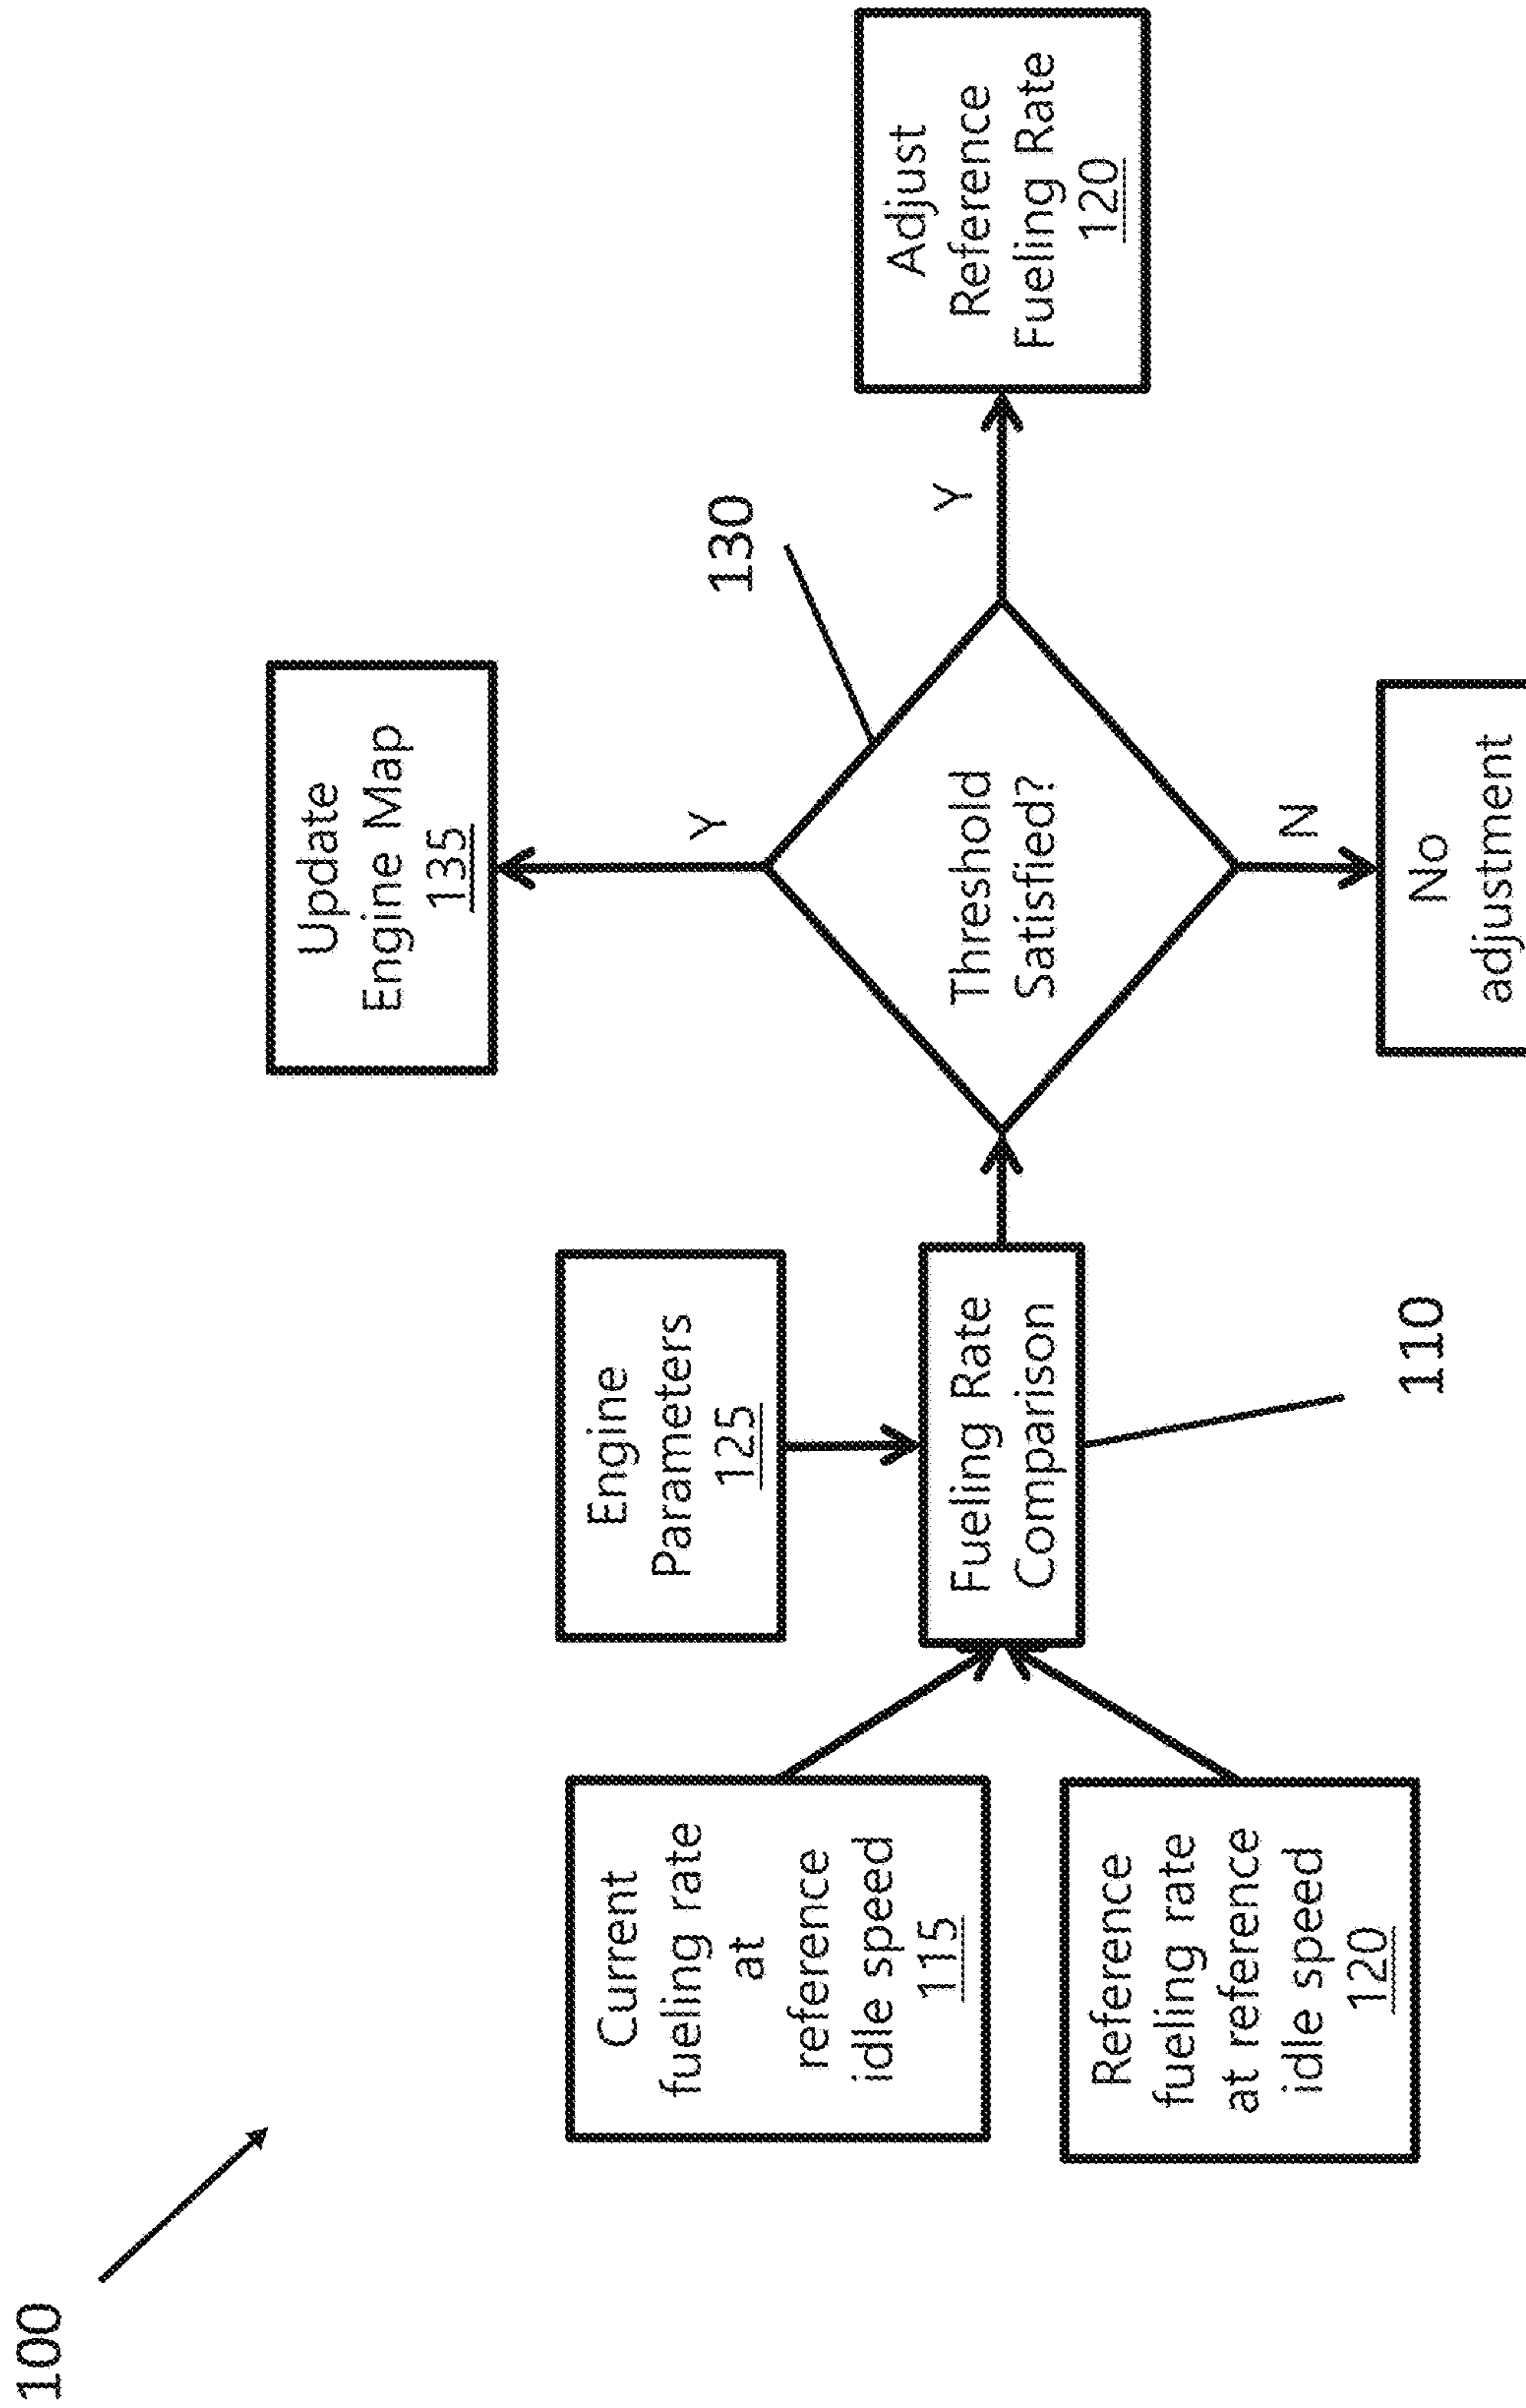 100
Current
fueling rate
at
reference
idle speed
115
Reference
fueling rate
at reference
idle speed
120
Engine
Parameters
125
Fueling Rate
Comparison
110
Threshold
Satisfied?
130
Y
Update
Engine Map
135
Y
Adjust
Reference
Fueling Rate
120
N
No
adjustment